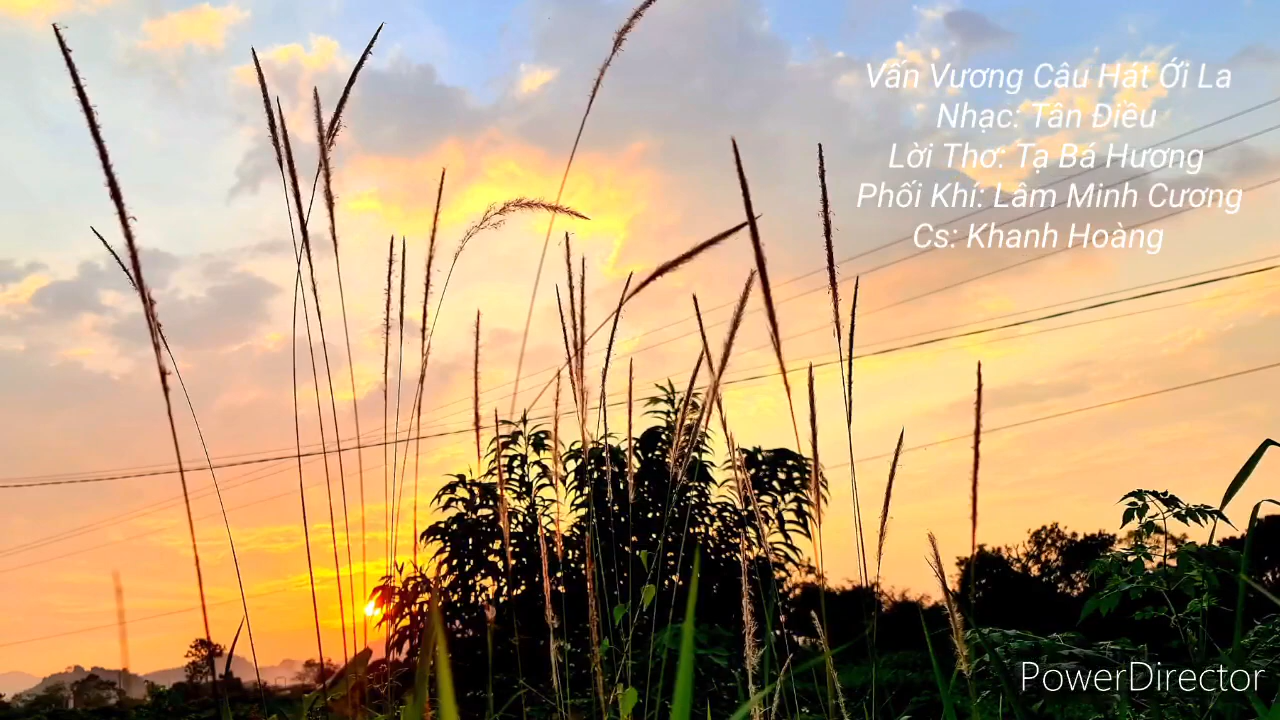 Vấn Vương Câu Hát Ới La
Nhạc: Tân Điều
Lời Thơ: Tạ Bá Hương
Phối Khí: Lâm Minh Cương
Cs: Khanh Hoàng
PowerDirector